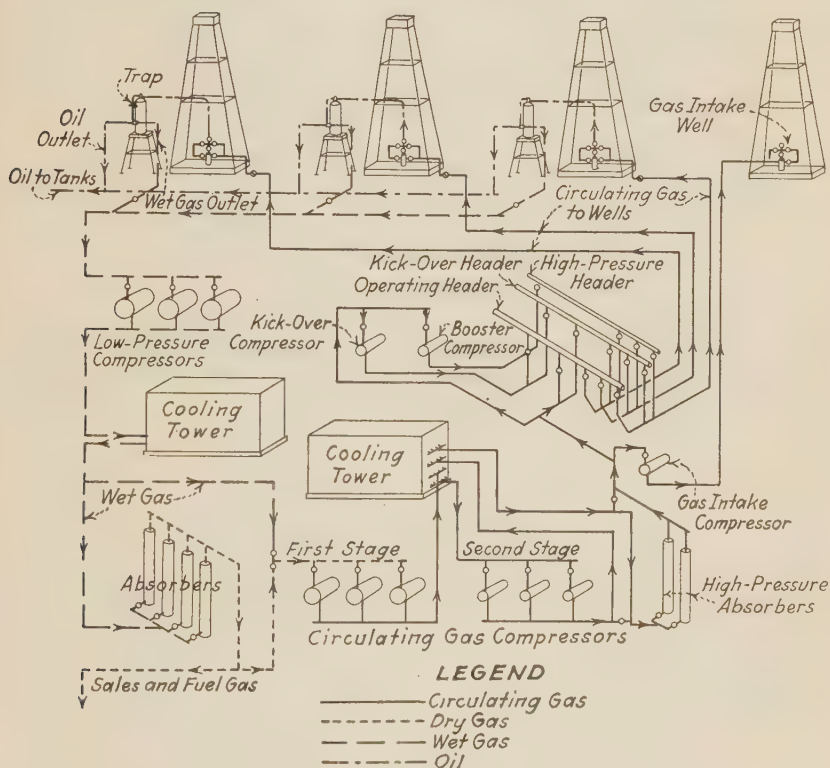 Trap
Oil
Outlet
Oil to Tanks
Wet Gas Outlet
Gas Intake
Well
Circulating Gas
to Wells
Kick-Over Header
Operating Header
High-Pressure
Header
Kick-Over
Compressor
Booster
Compressor
Low-Pressure
Compressors
Cooling
Tower
Cooling
Tower
Wet Gas
Gas Intake
Compressor
First Stage
Second Stage
Absorbers
High-Pressure
Absorbers
Circulating Gas Compressors
Sales and Fuel Gas
LEGEND
Circulating Gas
Dry Gas
Wet Gas
Oil